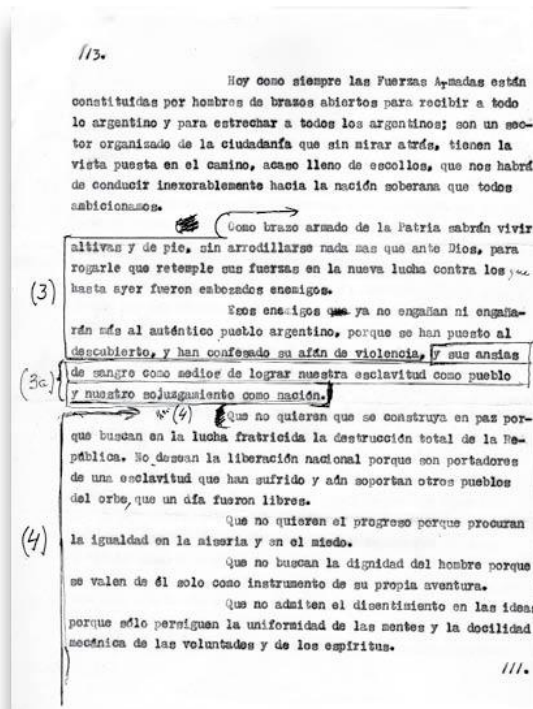 //3.
Hoy como siempre las Fuerzas Armadas están
constituídas por hombres de brazos abiertos para recibir a todo
lo argentino y para estrechar a todos los argentinos; son un sec-
tor organizado de la ciudadanía que sin mirar atrás, tienen la
vista puesta en el camino, acaso lleno de escollos, que nos habrá
de conducir inexorablemente hacia la nación soberana que todos
ambicionamos.
Como brazo armado de la Patria sabrán vivir
altivas y de pie, sin arrodillarse nada mas que ante Dios, para
rogarle que retemple sus fuerzas en la nueva lucha contra los que
(3) hasta ayer fueron embozados enemigos.
Esos enemigos que ya no engañan ni engaña-
rán más al auténtico pueblo argentino, porque se han puesto al
descubierto, y han confesado su afán de violencia, y sus ansias
(3a) de sangre como medios de lograr nuestra esclavitud como pueblo
y nuestro sojuzgamiento como nación.
(4) Que no quieren que se construya en paz por-
que buscan en la lucha fratricida la destrucción total de la Re-
pública. No desean la liberación nacional porque son portadores
de una esclavitud que han sufrido y aún soportan otros pueblos
del orbe, que un día fueron libres.
Que no quieren el progreso porque procuran
(4) la igualdad en la miseria y en el miedo.
Que no buscan la dignidad del hombre porque
se valen de él solo como instrumento de su propia aventura.
Que no admiten el disentimiento en las ideas
porque sólo persiguen la uniformidad de las mentes y la docilidad
mecánica de las voluntades y de los espíritus.
///.